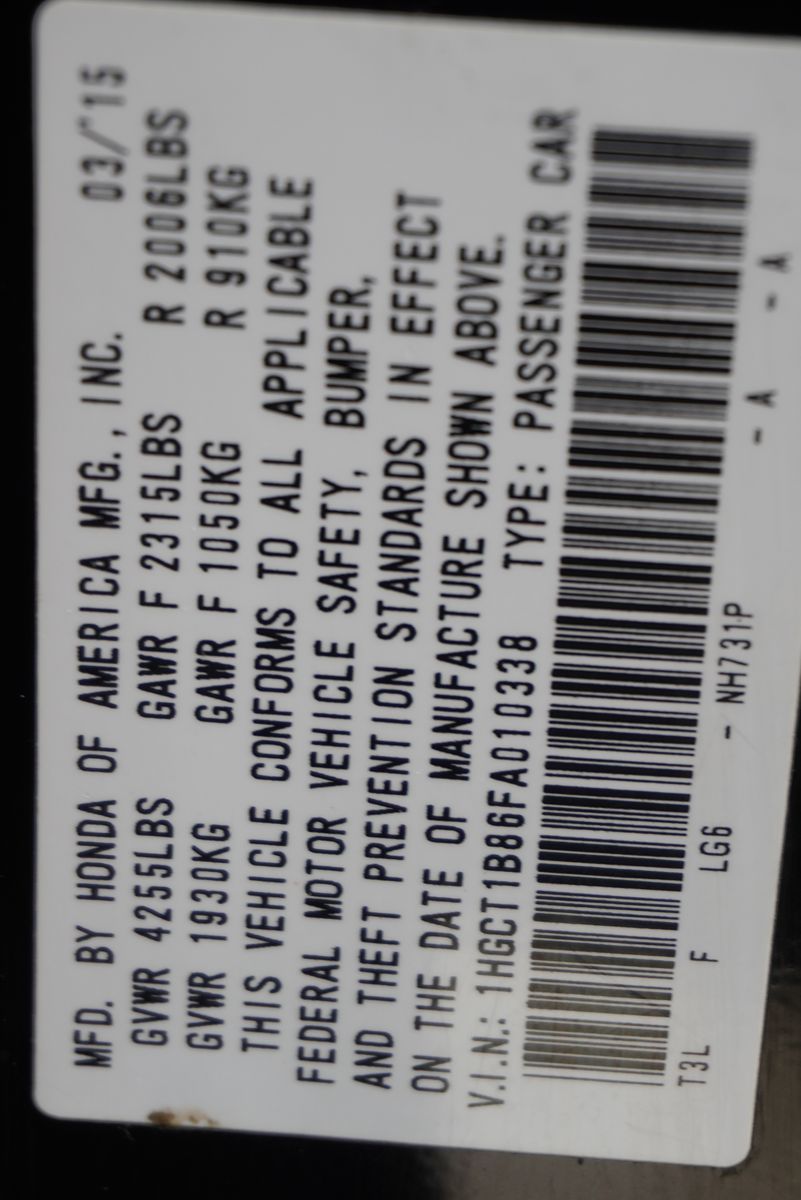 MFD. BY HONDA OF AMERICA MFG., INC. 03/15
GVWR 4255LBS GAWR F 2315LBS R 2006LBS
GVWR 1930KG GAWR F 1050KG R 910KG
THIS VEHICLE CONFORMS TO ALL APPLICABLE
FEDERAL MOTOR VEHICLE SAFETY, BUMPER,
AND THEFT PREVENTION STANDARDS IN EFFECT
ON THE DATE OF MANUFACTURE SHOWN ABOVE.
V.I.N.: 1HGCT1B86FA010338 TYPE: PASSENGER CAR
T3L F LG6 - NH731P - A - A